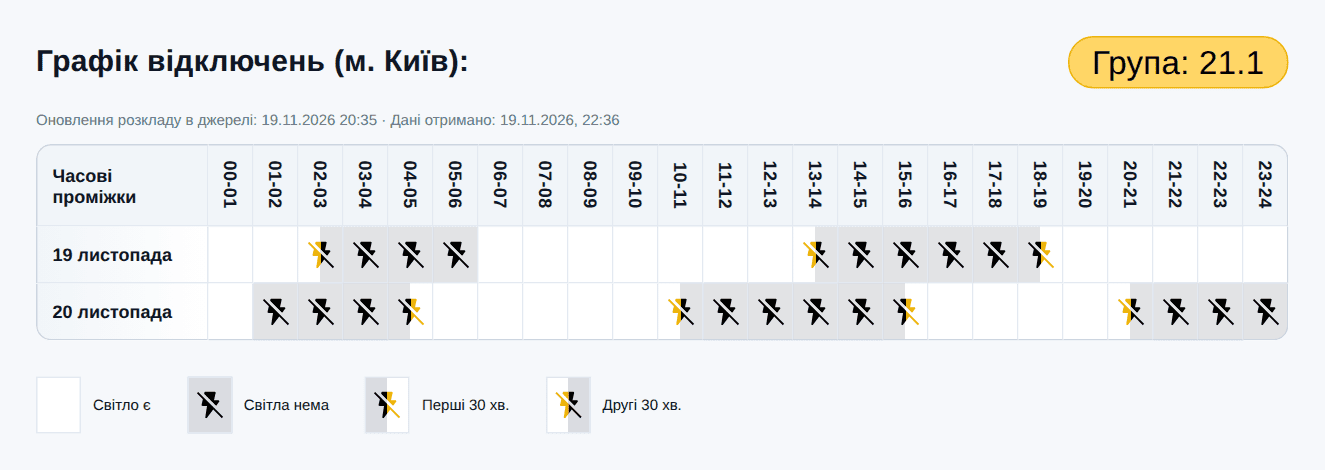 Графік відключень (м. Київ):
Група: 21.1
Оновлення розкладу в джерелі: 19.11.2026 20:35 · Дані отримано: 19.11.2026, 22:36
Часові
проміжки
00-01 01-02 02-03 03-04 04-05 05-06 06-07 07-08 08-09 09-10 10-11 11-12 12-13 13-14 14-15 15-16 16-17 17-18 18-19 19-20 20-21 21-22 22-23 23-24
19 листопада
20 листопада
Світло є
Світла нема
Перші 30 хв.
Другі 30 хв.